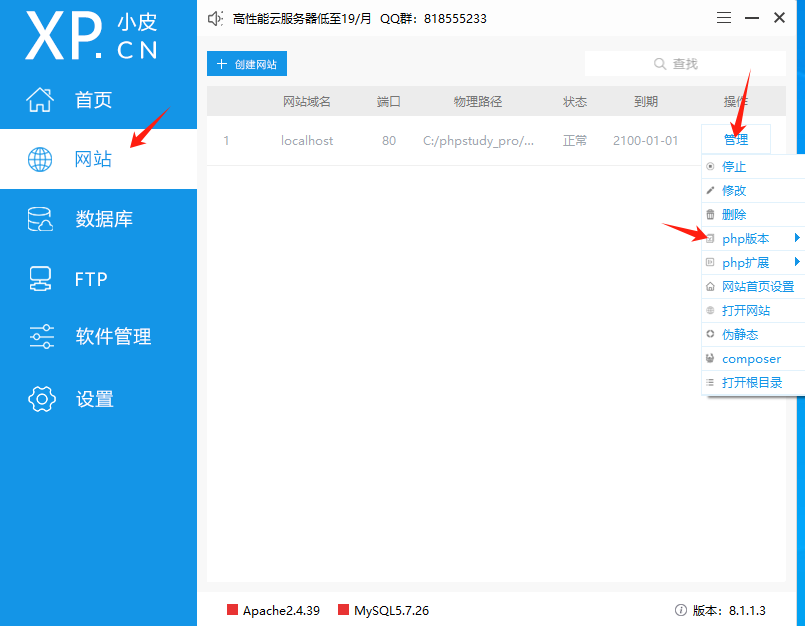 XP.CN 小皮
高性能云服务器低至19/月 QQ群：818555233
首页
网站
数据库
FTP
软件管理
设置
创建网站
查找
网站域名 端口 物理路径 状态 到期 操作
1 localhost 80 C:/phpstudy_pro/... 正常 2100-01-01 管理
停止
修改
删除
php版本
php扩展
网站首页设置
打开网站
伪静态
composer
打开根目录
Apache2.4.39 MySQL5.7.26 版本：8.1.1.3